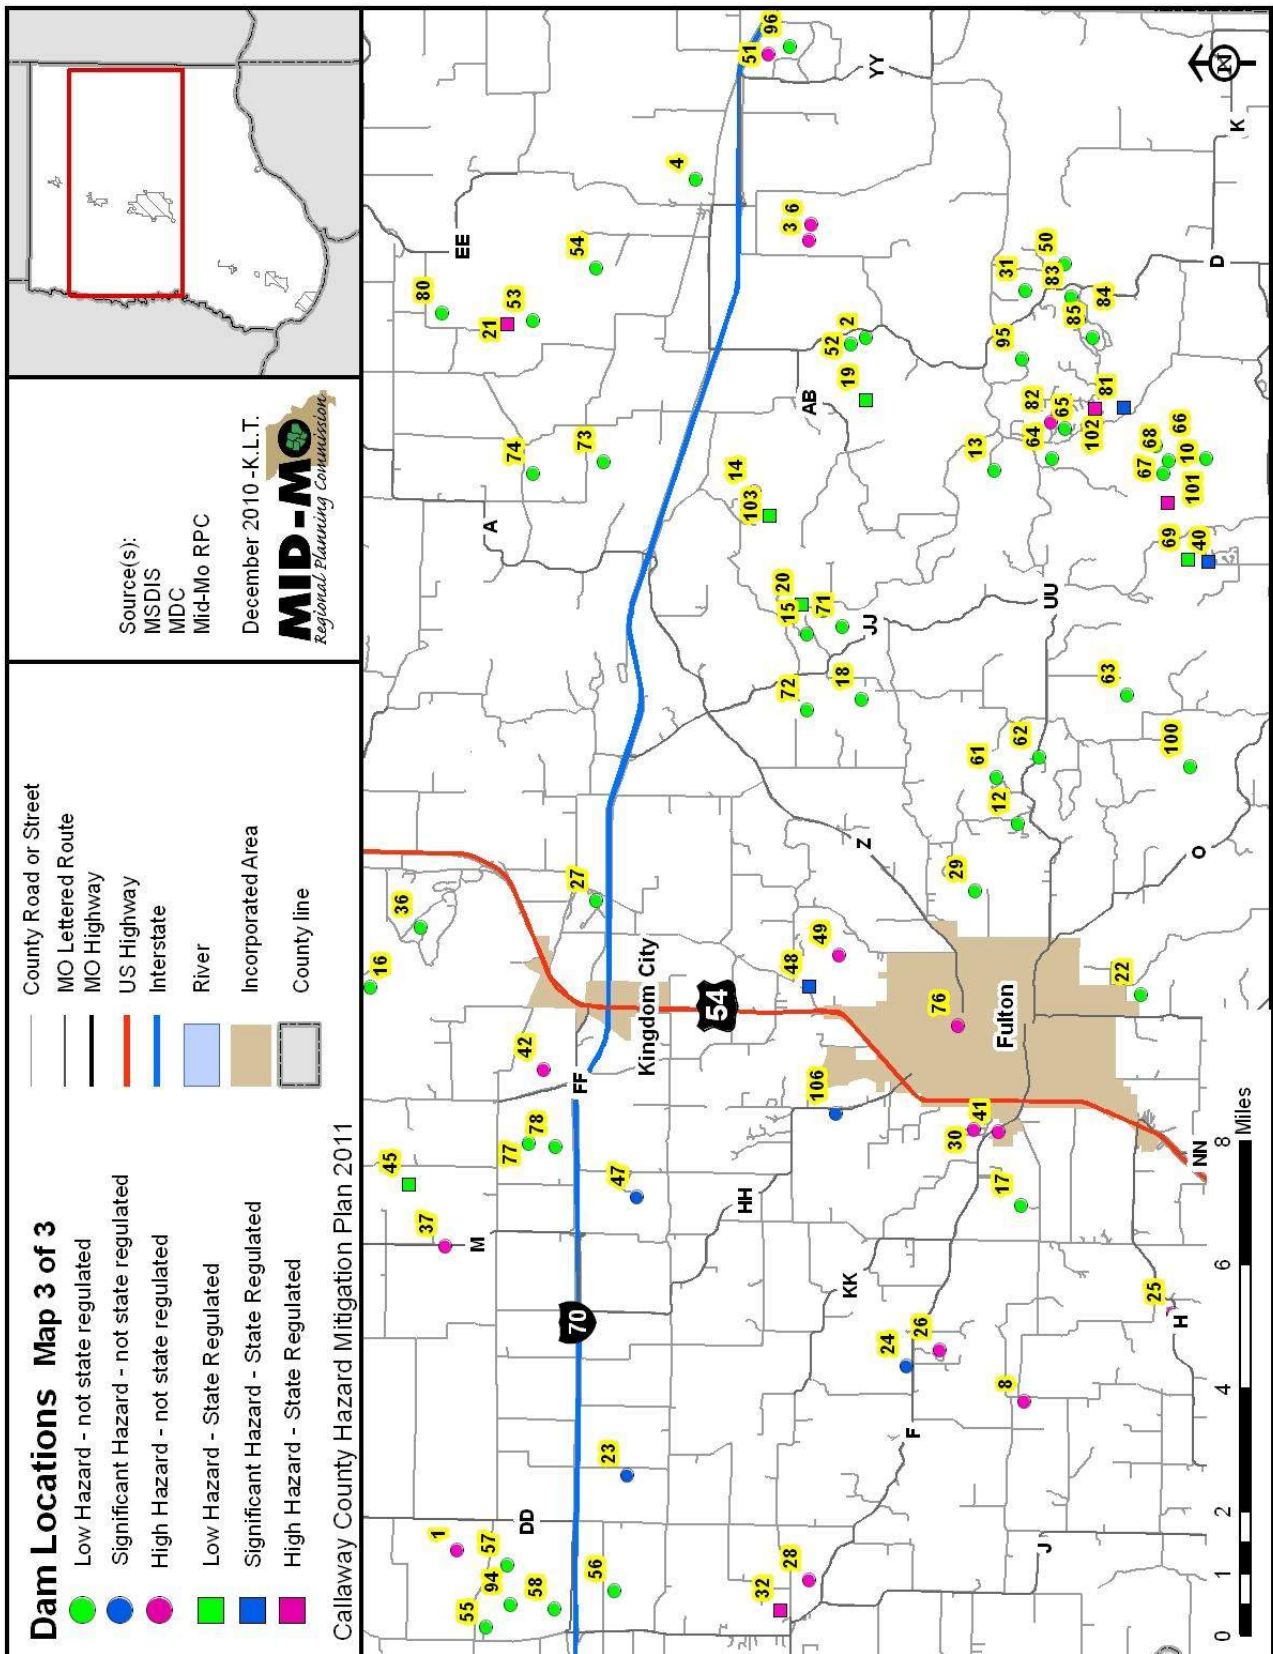 Dam Locations Map 3 of 3
Low Hazard - not state regulated
Significant Hazard - not state regulated
High Hazard - not state regulated
Low Hazard - State Regulated
Significant Hazard - State Regulated
High Hazard - State Regulated
Callaway County Hazard Mitigation Plan 2011
County Road or Street
MO Lettered Route
MO Highway
US Highway
Interstate
River
Incorporated Area
County line
Source(s):
MSDIS
MDC
Mid-Mo RPC
December 2010 -K.L.T.
MID-MO
Regional Planning Commission
16
36
45
37
M
1
57
94
55
58
DD
77
78
42
FF
27
70
56
23
47
Kingdom City
A
74
73
80
EE
21
53
54
4
51
96
54
HH
32
28
KK
106
48
49
Z
72
18
15
20
71
JJ
103
14
AB
19
52
2
3
6
YY
24
26
F
8
J
17
30
41
76
Fulton
29
12
61
62
UU
13
64
82
65
102
81
95
31
83
50
85
84
D
K
63
100
O
22
25
H
NN
69
40
67
68
66
10
101
N
0
1
2
4
6
8
Miles